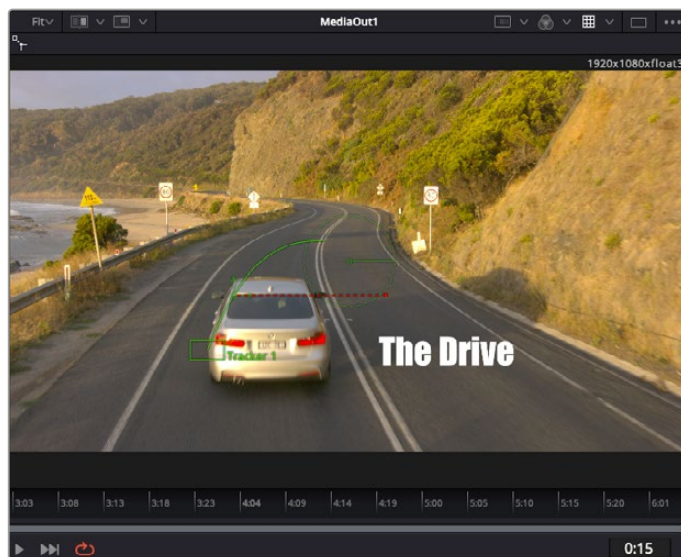 Fit MediaOut1
1920x1080xfloat3
Tracker 1
The Drive
3:03 3:08 3:13 3:18 3:23 4:04 4:09 4:14 4:19 5:00 5:05 5:10 5:15 5:20 6:01
0:15